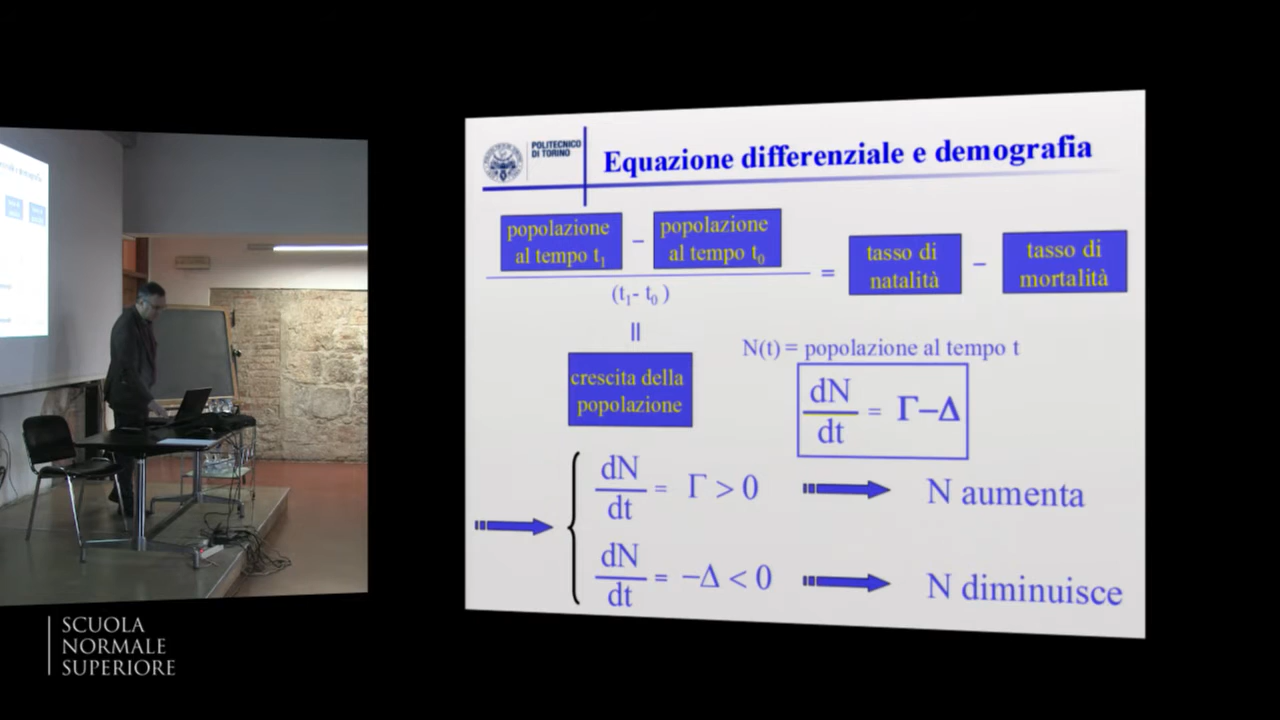 POLITECNICO
DI TORINO
Equazione differenziale e demografia
popolazione
al tempo t₁
−
popolazione
al tempo t₀
(t₁- t₀ )
=
tasso di
natalità
−
tasso di
mortalità
=
crescita della
popolazione
N(t) = popolazione al tempo t
dN/dt = Γ−Δ
dN/dt = Γ > 0
N aumenta
dN/dt = −Δ < 0
N diminuisce
SCUOLA
NORMALE
SUPERIORE